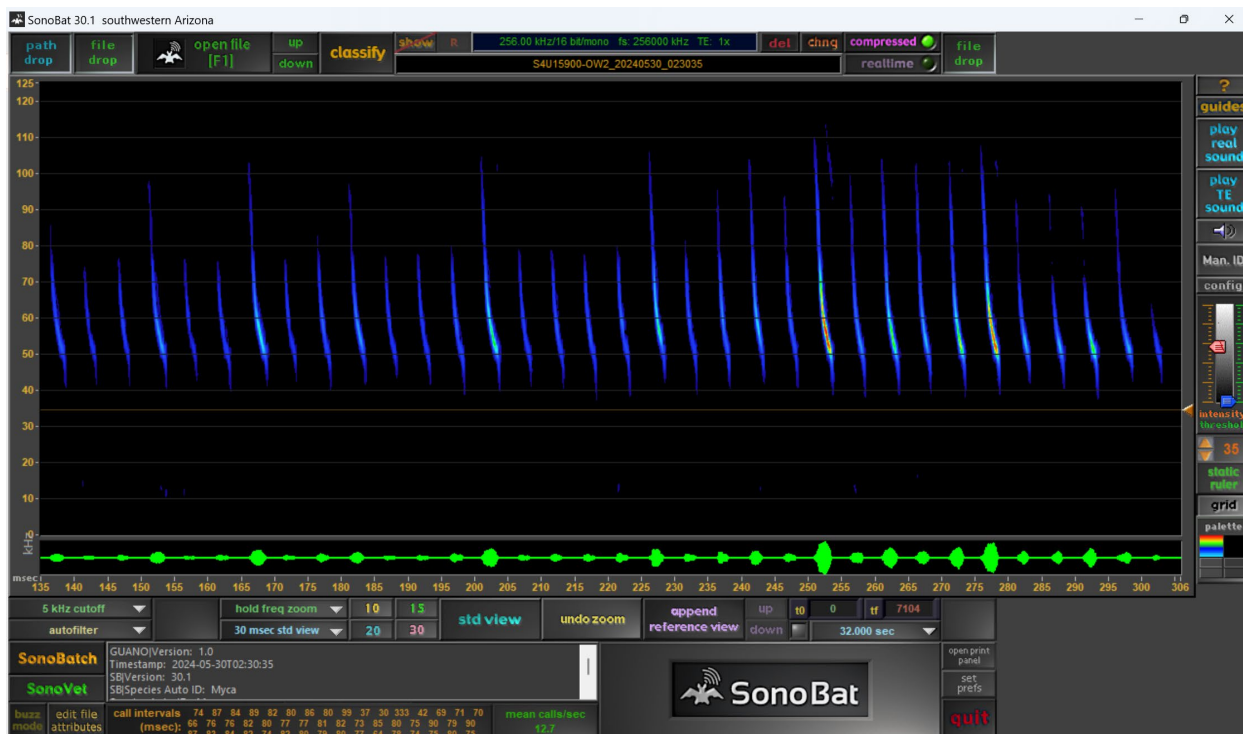 SonoBat 30.1 southwestern Arizona
path drop
file drop
open file [F1]
up
down
classify
show
R
256.00 kHz/16 bit/mono fs: 256000 kHz TE: 1x
del
chng
compressed
file drop
S4U15900-OW2_20240530_023035
realtime
125
120
110
100
90
80
70
60
50
40
30
20
10
0
kHz
?
guides
play real sound
play TE sound
Man. ID
config
intensity
threshol
35
static ruler
grid
palette
msec
135 140 145 150 155 160 165 170 175 180 185 190 195 200 205 210 215 220 225 230 235 240 245 250 255 260 265 270 275 280 285 290 295 300 306
5 kHz cutoff
hold freq zoom
10 15
std view
undo zoom
append reference view
up
down
t0 0 tf 7104
autofilter
30 msec std view
20 30
32.000 sec
SonoBatch
SonoVet
GUANO|Version: 1.0
Timestamp: 2024-05-30T02:30:35
SB|Version: 30.1
SB|Species Auto ID: Myca
SonoBat
open print panel
set prefs
quit
buzz mode
edit file attributes
call intervals (msec):
74 87 84 89 82 80 86 80 99 37 30 333 42 69 71 70
66 76 76 82 80 77 77 81 82 73 85 80 75 90 79 90
mean calls/sec
12.7